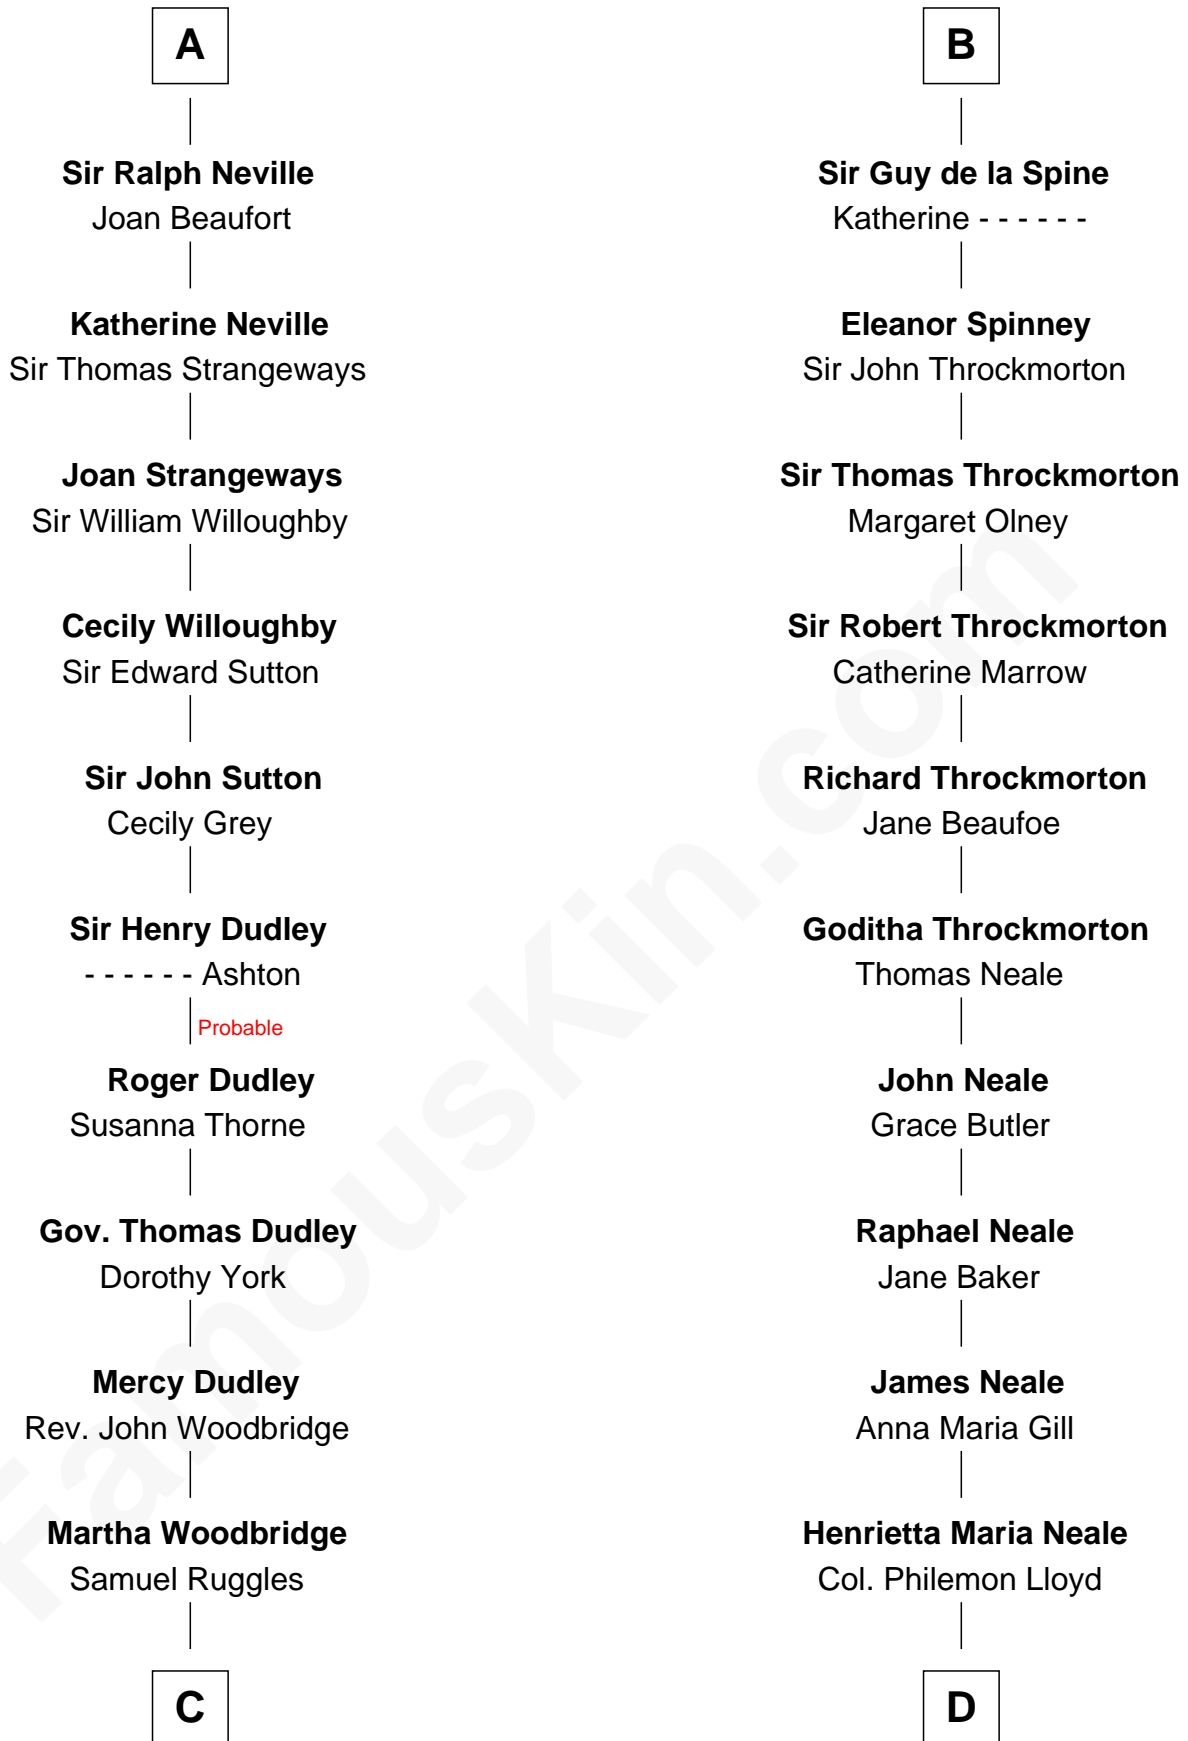 A
Sir Ralph Neville
Joan Beaufort
Katherine Neville
Sir Thomas Strangeways
Joan Strangeways
Sir William Willoughby
Cecily Willoughby
Sir Edward Sutton
Sir John Sutton
Cecily Grey
Sir Henry Dudley
- - - - - - Ashton
Probable
Roger Dudley
Susanna Thorne
Gov. Thomas Dudley
Dorothy York
Mercy Dudley
Rev. John Woodbridge
Martha Woodbridge
Samuel Ruggles
C
B
Sir Guy de la Spine
Katherine - - - - - -
Eleanor Spinney
Sir John Throckmorton
Sir Thomas Throckmorton
Margaret Olney
Sir Robert Throckmorton
Catherine Marrow
Richard Throckmorton
Jane Beaufoe
Goditha Throckmorton
Thomas Neale
John Neale
Grace Butler
Raphael Neale
Jane Baker
James Neale
Anna Maria Gill
Henrietta Maria Neale
Col. Philemon Lloyd
D
FamousKin.com